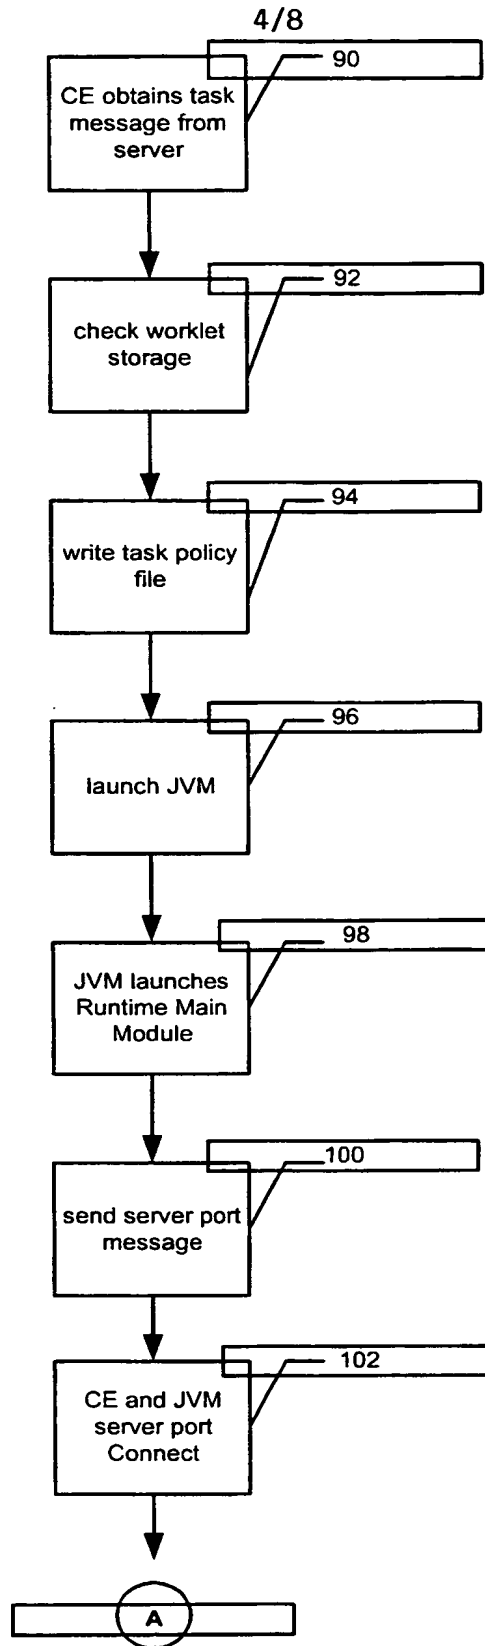 4/8
90
CE obtains task
message from
server
92
check worklet
storage
94
write task policy
file
96
launch JVM
98
JVM launches
Runtime Main
Module
100
send server port
message
102
CE and JVM
server port
Connect
A